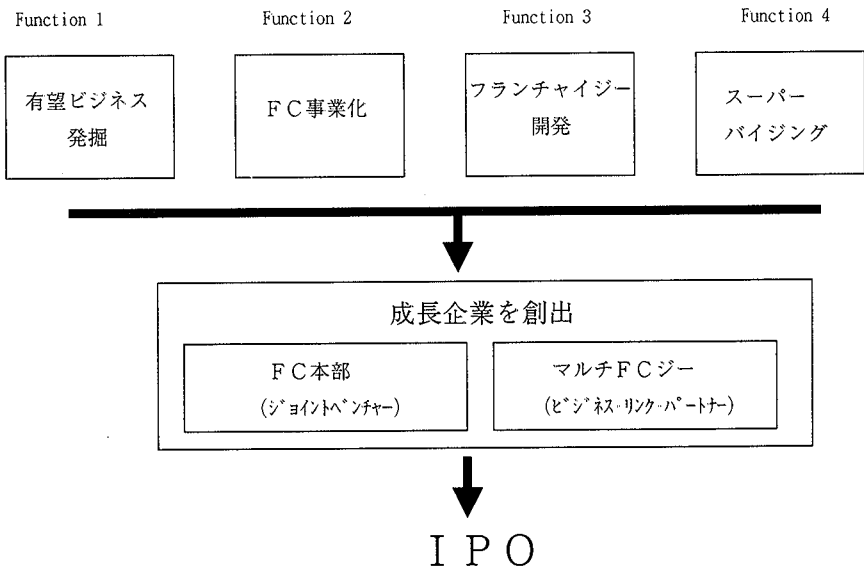 Function 1
Function 2
Function 3
Function 4
有望ビジネス
発掘
ＦＣ事業化
フランチャイジー
開発
スーパー
バイジング
成長企業を創出
ＦＣ本部
(ｼﾞｮｲﾝﾄﾍﾞﾝﾁｬｰ)
マルチＦＣジー
(ﾋﾞｼﾞﾈｽ･ﾘﾝｸ･ﾊﾟｰﾄﾅｰ)
ＩＰＯ